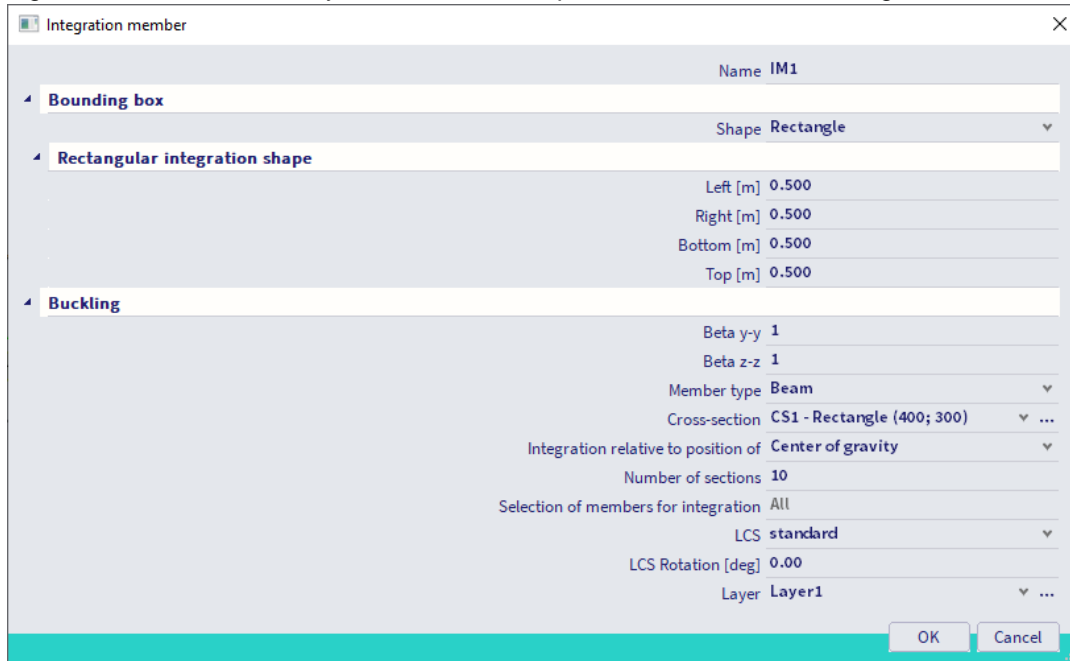 Integration member
Name IM1
Bounding box
Shape Rectangle
Rectangular integration shape
Left [m] 0.500
Right [m] 0.500
Bottom [m] 0.500
Top [m] 0.500
Buckling
Beta y-y 1
Beta z-z 1
Member type Beam
Cross-section CS1 - Rectangle (400; 300) ...
Integration relative to position of Center of gravity
Number of sections 10
Selection of members for integration All
LCS standard
LCS Rotation [deg] 0.00
Layer Layer1 ...
OK Cancel